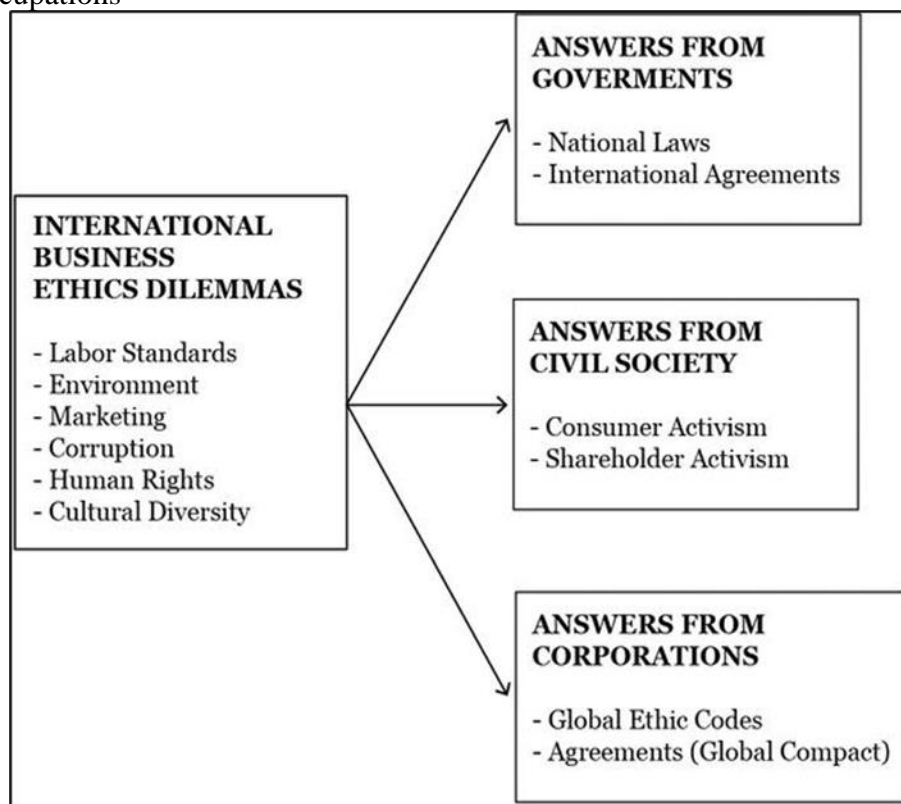 cupations
INTERNATIONAL
BUSINESS
ETHICS DILEMMAS
- Labor Standards
- Environment
- Marketing
- Corruption
- Human Rights
- Cultural Diversity
ANSWERS FROM
GOVERMENTS
- National Laws
- International Agreements
ANSWERS FROM
CIVIL SOCIETY
- Consumer Activism
- Shareholder Activism
ANSWERS FROM
CORPORATIONS
- Global Ethic Codes
- Agreements (Global Compact)